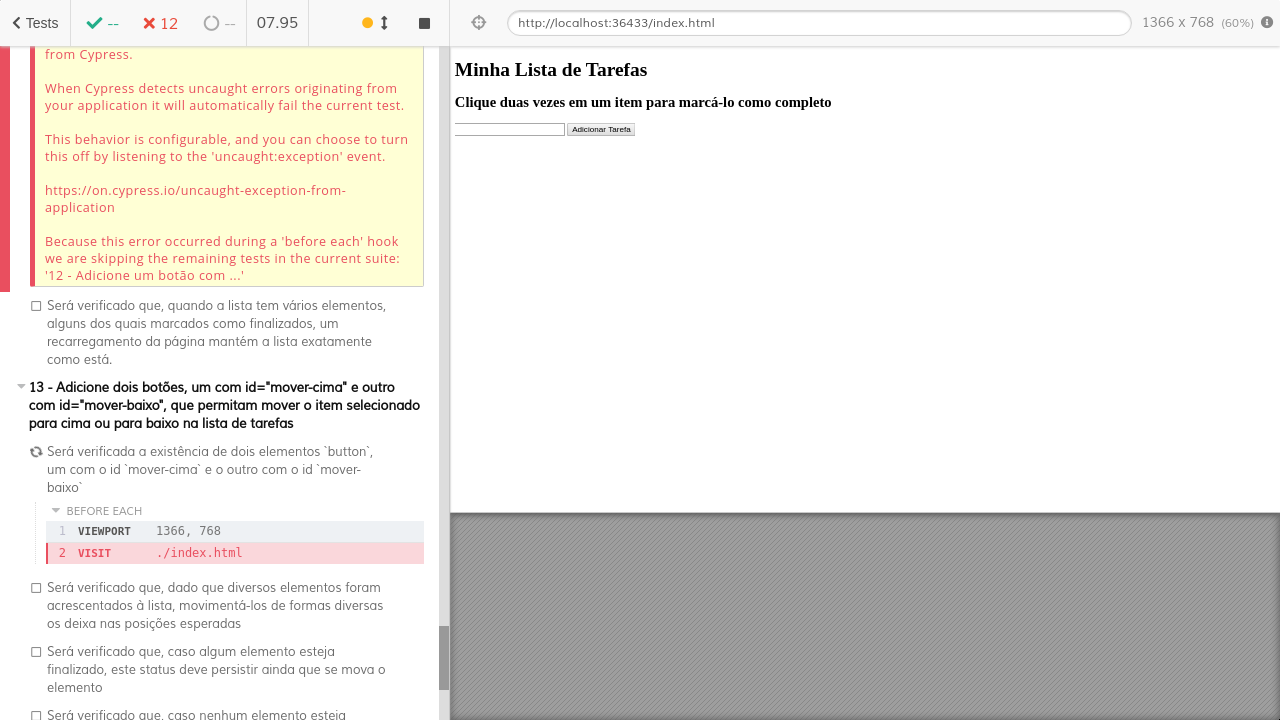 Tests
--
12
--
07.95
http://localhost:36433/index.html
1366 x 768 (60%)
from Cypress.
When Cypress detects uncaught errors originating from
your application it will automatically fail the current test.
This behavior is configurable, and you can choose to turn
this off by listening to the 'uncaught:exception' event.
https://on.cypress.io/uncaught-exception-from-
application
Because this error occurred during a 'before each' hook
we are skipping the remaining tests in the current suite:
'12 - Adicione um botão com ...'
Será verificado que, quando a lista tem vários elementos,
alguns dos quais marcados como finalizados, um
recarregamento da página mantém a lista exatamente
como está.
13 - Adicione dois botões, um com id="mover-cima" e outro
com id="mover-baixo", que permitam mover o item selecionado
para cima ou para baixo na lista de tarefas
Será verificada a existência de dois elementos `button`,
um com o id `mover-cima` e o outro com o id `mover-
baixo`
BEFORE EACH
1 VIEWPORT 1366, 768
2 VISIT ./index.html
Será verificado que, dado que diversos elementos foram
acrescentados à lista, movimentá-los de formas diversas
os deixa nas posições esperadas
Será verificado que, caso algum elemento esteja
finalizado, este status deve persistir ainda que se mova o
elemento
Será verificado que, caso nenhum elemento esteja
Minha Lista de Tarefas
Clique duas vezes em um item para marcá-lo como completo
Adicionar Tarefa